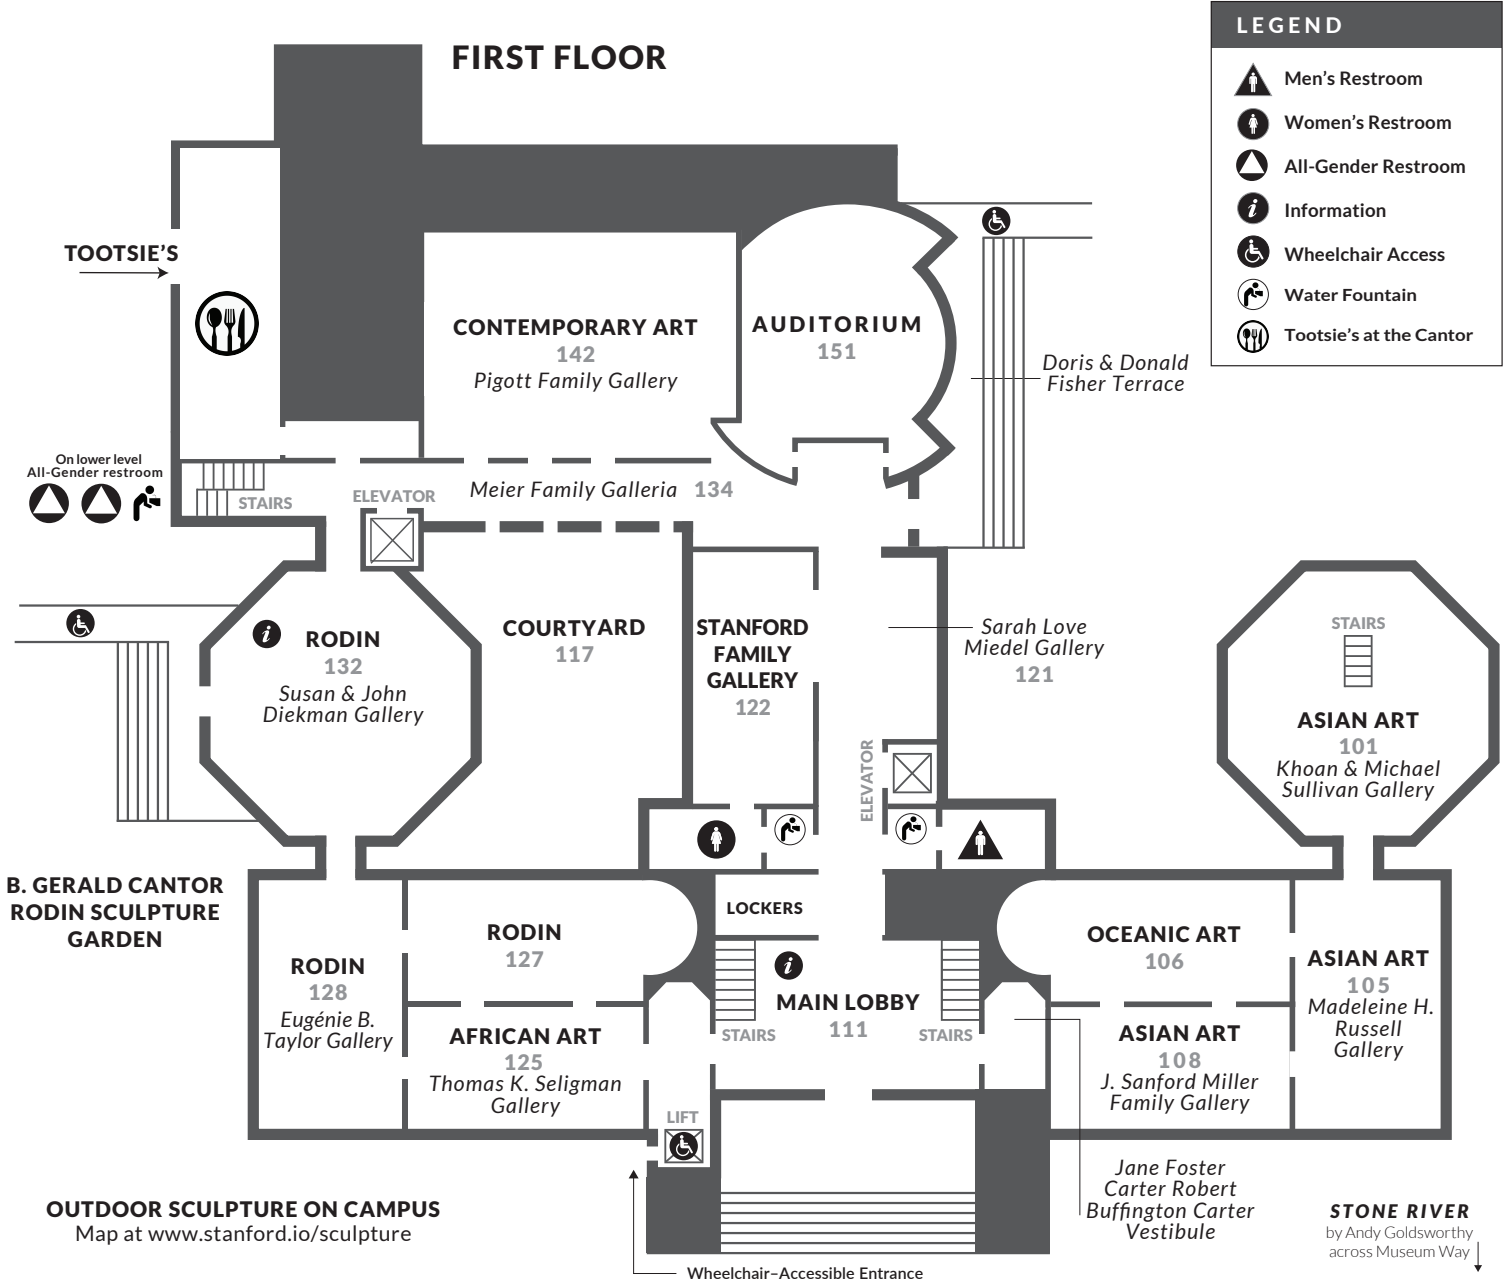 FIRST FLOOR
LEGEND
Men's Restroom
Women's Restroom
All-Gender Restroom
Information
Wheelchair Access
Water Fountain
Tootsie's at the Cantor
TOOTSIE'S
CONTEMPORARY ART
142
Pigott Family Gallery
AUDITORIUM
151
Doris & Donald
Fisher Terrace
On lower level
All-Gender restroom
STAIRS
ELEVATOR
Meier Family Galleria 134
RODIN
132
Susan & John
Diekman Gallery
COURTYARD
117
STANFORD
FAMILY
GALLERY
122
Sarah Love
Miedel Gallery
121
STAIRS
ASIAN ART
101
Khoan & Michael
Sullivan Gallery
ELEVATOR
B. GERALD CANTOR
RODIN SCULPTURE
GARDEN
LOCKERS
RODIN
127
RODIN
128
Eugénie B.
Taylor Gallery
AFRICAN ART
125
Thomas K. Seligman
Gallery
MAIN LOBBY
111
STAIRS
STAIRS
OCEANIC ART
106
ASIAN ART
108
J. Sanford Miller
Family Gallery
ASIAN ART
105
Madeleine H.
Russell
Gallery
LIFT
Jane Foster
Carter Robert
Buffington Carter
Vestibule
OUTDOOR SCULPTURE ON CAMPUS
Map at www.stanford.io/sculpture
STONE RIVER
by Andy Goldsworthy
across Museum Way
Wheelchair–Accessible Entrance